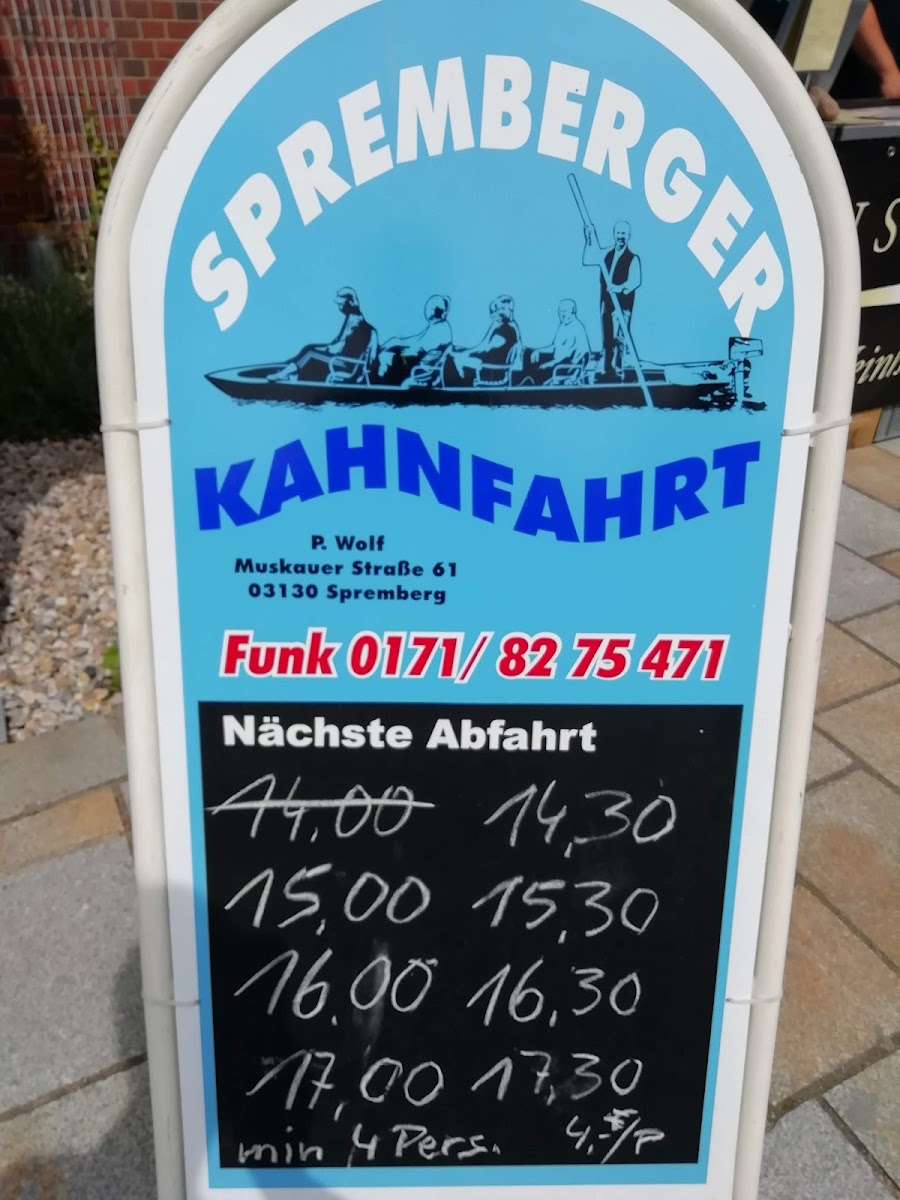 SPREMBERGER
KAHNFAHRT
P. Wolf
Muskauer Straße 61
03130 Spremberg
Funk 0171/ 82 75 471
Nächste Abfahrt
14,00 14,30
15,00 15,30
16,00 16,30
17,00 17,30
min 4 Pers. 4,-€/P